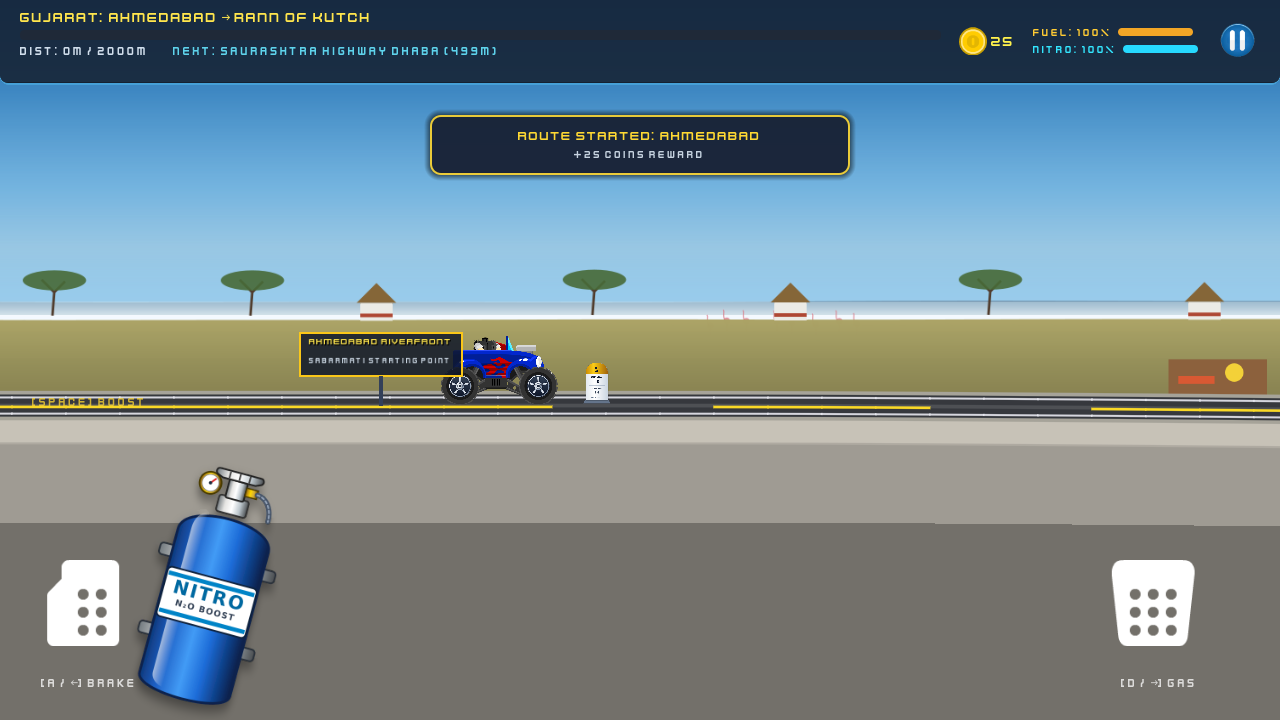 GUJARAT: AHMEDABAD → RANN OF KUTCH
DIST: 0M / 2000M
NEXT: SAURASHTRA HIGHWAY DHABA (499M)
25
FUEL: 100%
NITRO: 100%
ROUTE STARTED: AHMEDABAD
+25 COINS REWARD
AHMEDABAD RIVERFRONT
SABARMATI STARTING POINT
[SPACE] BOOST
NITRO
N₂O BOOST
[A / ←] BRAKE
[D / →] GAS